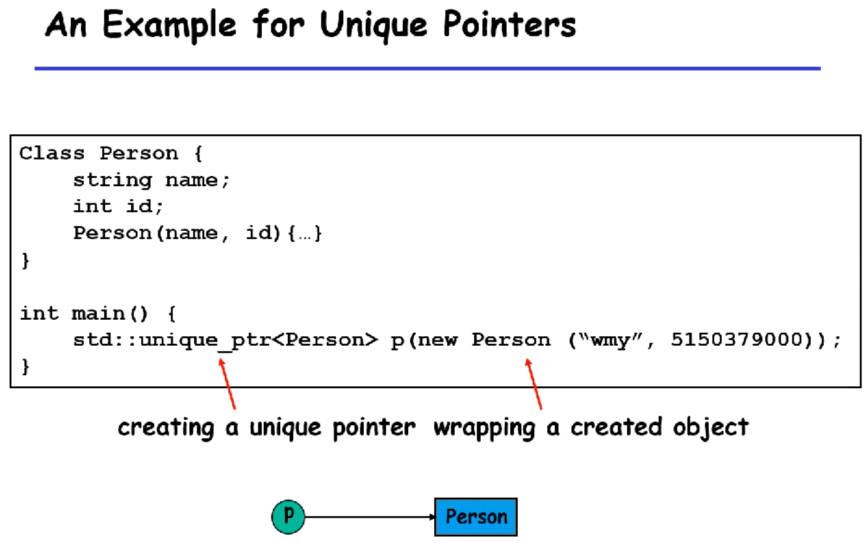 An Example for Unique Pointers
Class Person {
    string name;
    int id;
    Person(name, id){…}
}
int main() {
    std::unique_ptr<Person> p(new Person (“wmy”, 5150379000));
}
creating a unique pointer wrapping a created object
p
Person